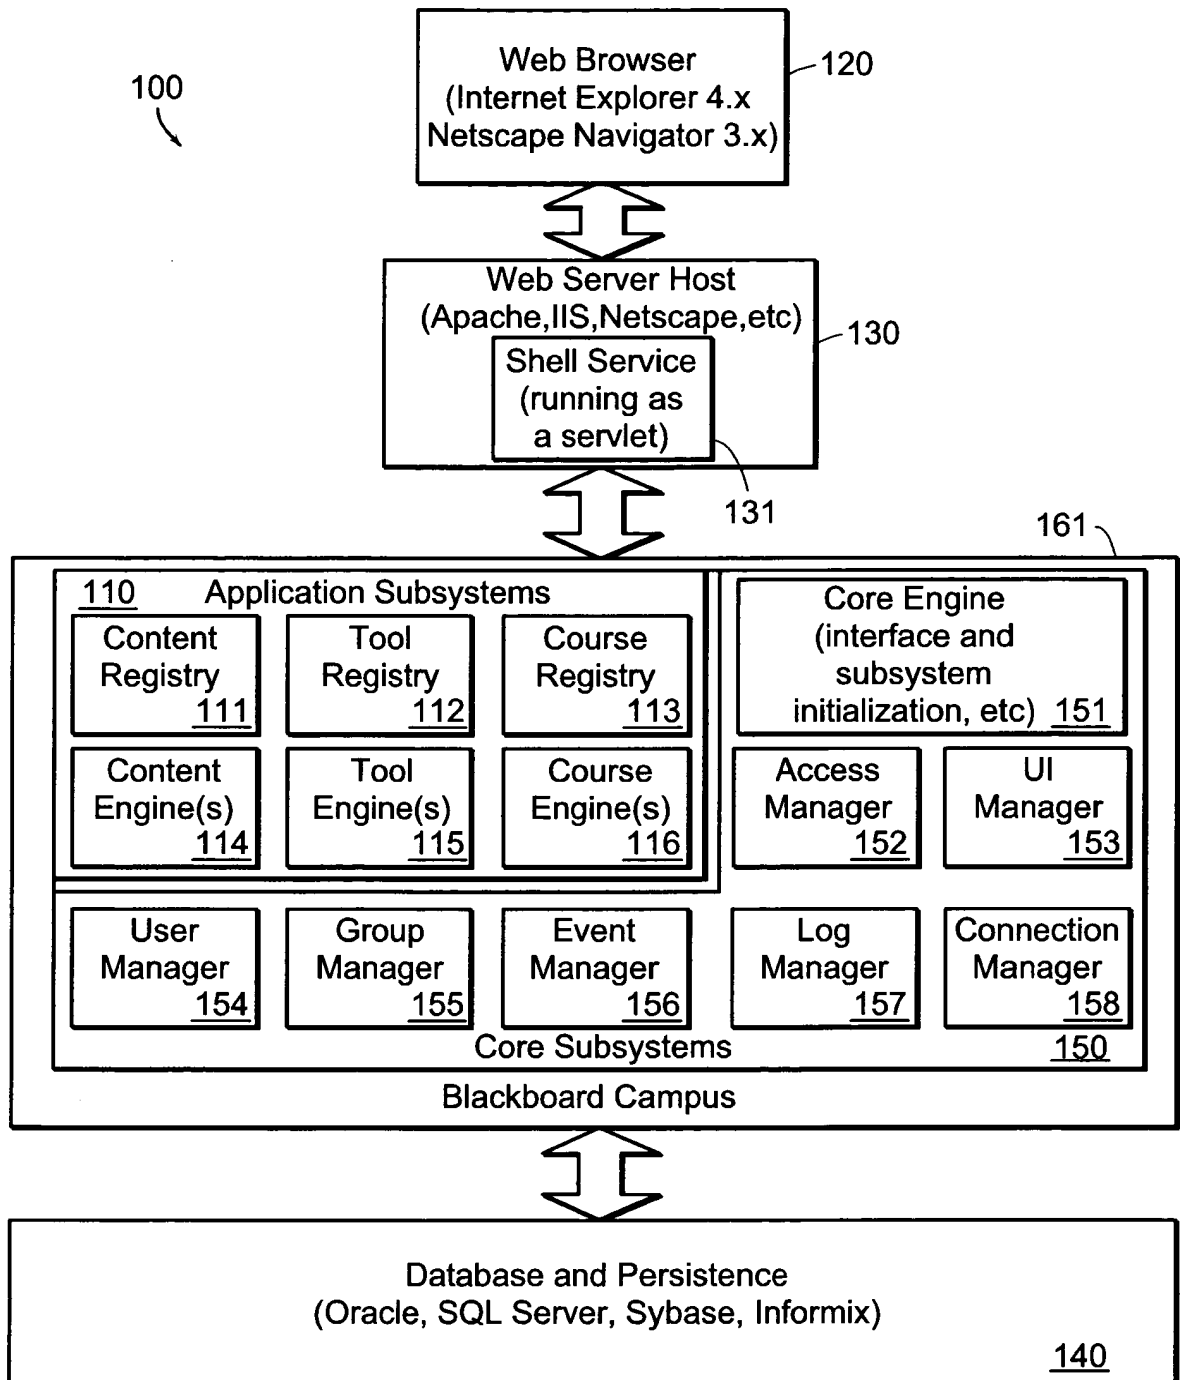 100
Web Browser
(Internet Explorer 4.x
Netscape Navigator 3.x)
120
Web Server Host
(Apache,IIS,Netscape,etc)
130
Shell Service
(running as
a servlet)
131
161
110 Application Subsystems
Content
Registry
111
Tool
Registry
112
Course
Registry
113
Content
Engine(s)
114
Tool
Engine(s)
115
Course
Engine(s)
116
Core Engine
(interface and
subsystem
initialization, etc) 151
Access
Manager
152
UI
Manager
153
User
Manager
154
Group
Manager
155
Event
Manager
156
Log
Manager
157
Connection
Manager
158
Core Subsystems 150
Blackboard Campus
Database and Persistence
(Oracle, SQL Server, Sybase, Informix)
140